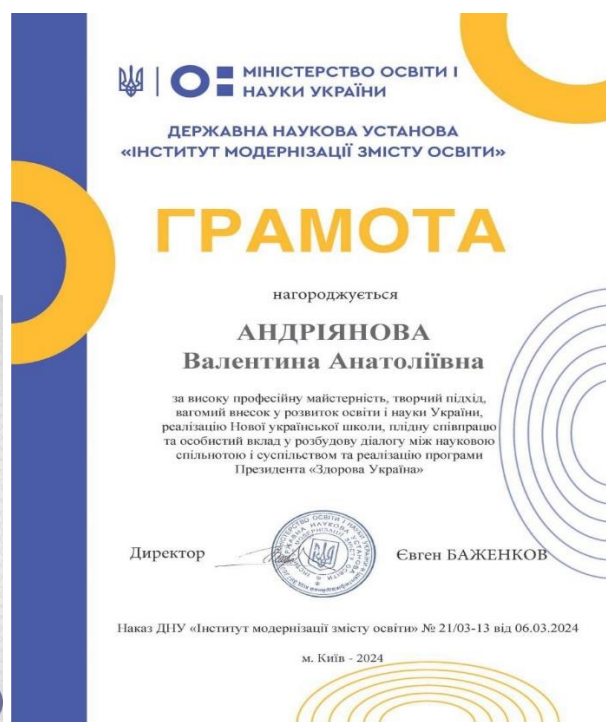 МІНІСТЕРСТВО ОСВІТИ І
НАУКИ УКРАЇНИ
ДЕРЖАВНА НАУКОВА УСТАНОВА
«ІНСТИТУТ МОДЕРНІЗАЦІЇ ЗМІСТУ ОСВІТИ»
ГРАМОТА
нагороджується
АНДРІЯНОВА
Валентина Анатоліївна
за високу професійну майстерність, творчий підхід,
вагомий внесок у розвиток освіти і науки України,
реалізацію Нової української школи, плідну співпрацю
та особистий вклад у розбудову діалогу між науковою
спільнотою і суспільством та реалізацію програми
Президента «Здорова Україна»
Директор
Євген БАЖЕНКОВ
Наказ ДНУ «Інститут модернізації змісту освіти» № 21/03-13 від 06.03.2024
м. Київ - 2024